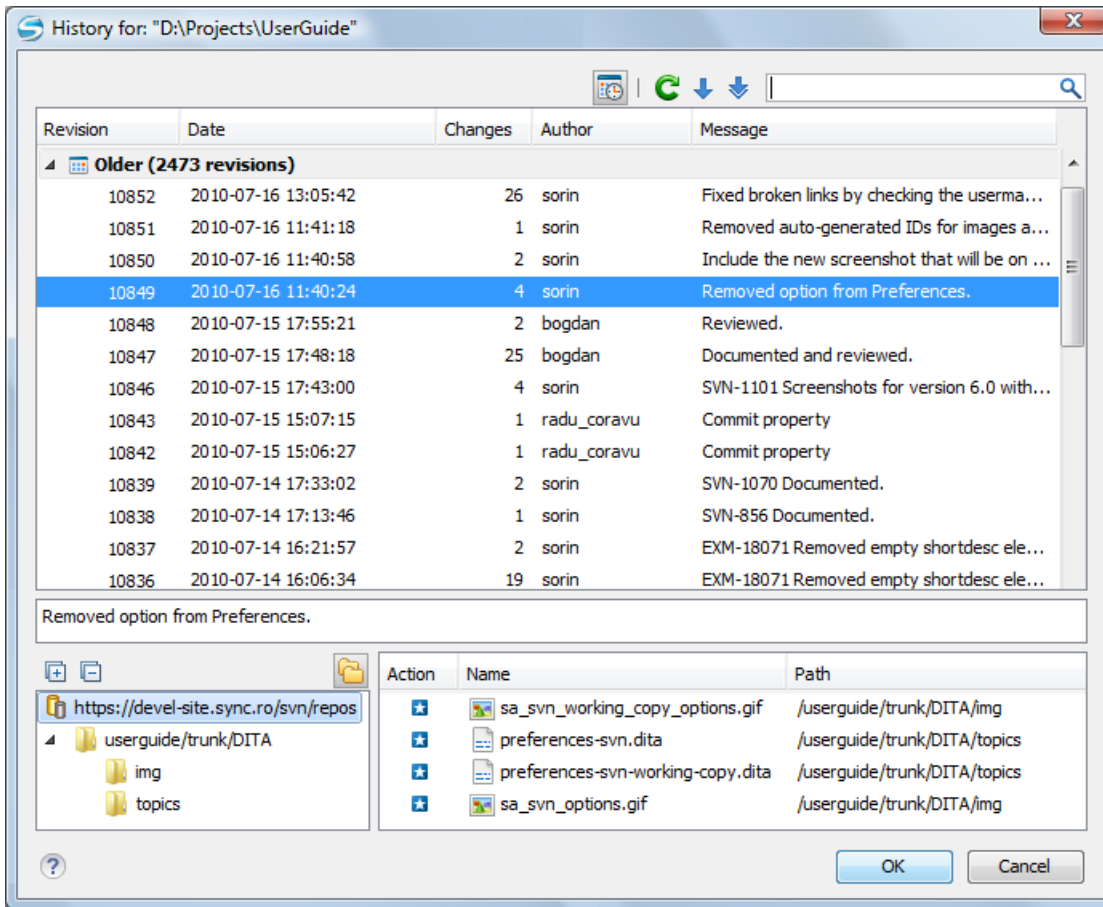 History for: "D:\Projects\UserGuide"
Revision Date Changes Author Message
Older (2473 revisions)
10852 2010-07-16 13:05:42 26 sorin Fixed broken links by checking the userma...
10851 2010-07-16 11:41:18 1 sorin Removed auto-generated IDs for images a...
10850 2010-07-16 11:40:58 2 sorin Include the new screenshot that will be on ...
10849 2010-07-16 11:40:24 4 sorin Removed option from Preferences.
10848 2010-07-15 17:55:21 2 bogdan Reviewed.
10847 2010-07-15 17:48:18 25 bogdan Documented and reviewed.
10846 2010-07-15 17:43:00 4 sorin SVN-1101 Screenshots for version 6.0 with...
10843 2010-07-15 15:07:15 1 radu_coravu Commit property
10842 2010-07-15 15:06:27 1 radu_coravu Commit property
10839 2010-07-14 17:33:02 2 sorin SVN-1070 Documented.
10838 2010-07-14 17:13:46 1 sorin SVN-856 Documented.
10837 2010-07-14 16:21:57 2 sorin EXM-18071 Removed empty shortdesc ele...
10836 2010-07-14 16:06:34 19 sorin EXM-18071 Removed empty shortdesc ele...
Removed option from Preferences.
https://devel-site.sync.ro/svn/repos
userguide/trunk/DITA
img
topics
Action Name Path
sa_svn_working_copy_options.gif /userguide/trunk/DITA/img
preferences-svn.dita /userguide/trunk/DITA/topics
preferences-svn-working-copy.dita /userguide/trunk/DITA/topics
sa_svn_options.gif /userguide/trunk/DITA/img
OK Cancel